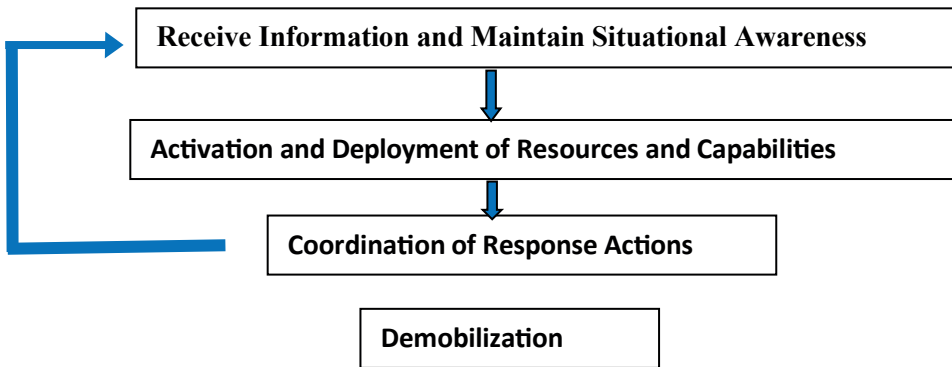 Receive Information and Maintain Situational Awareness
Activation and Deployment of Resources and Capabilities
Coordination of Response Actions
Demobilization